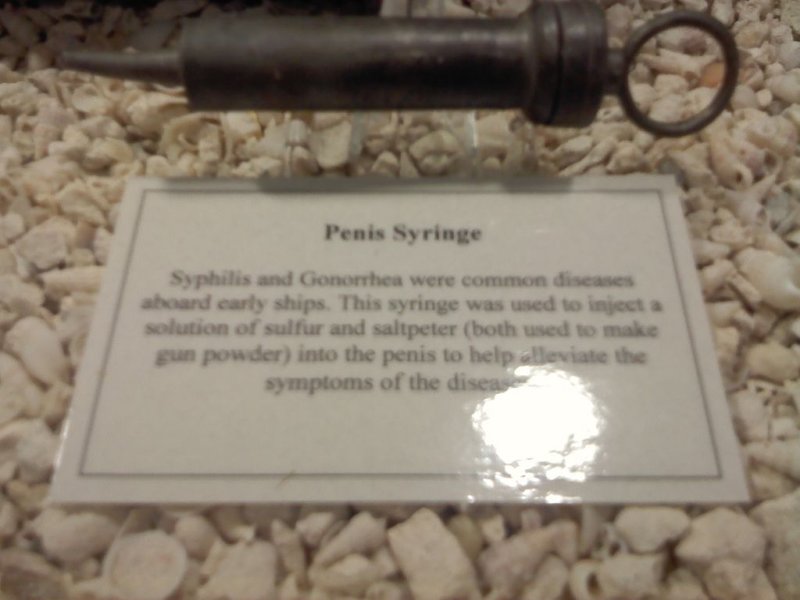 Penis Syringe
Syphilis and Gonorrhea were common diseases
aboard early ships. This syringe was used to inject a
solution of sulfur and saltpeter (both used to make
gun powder) into the penis to help alleviate the
symptoms of the disease